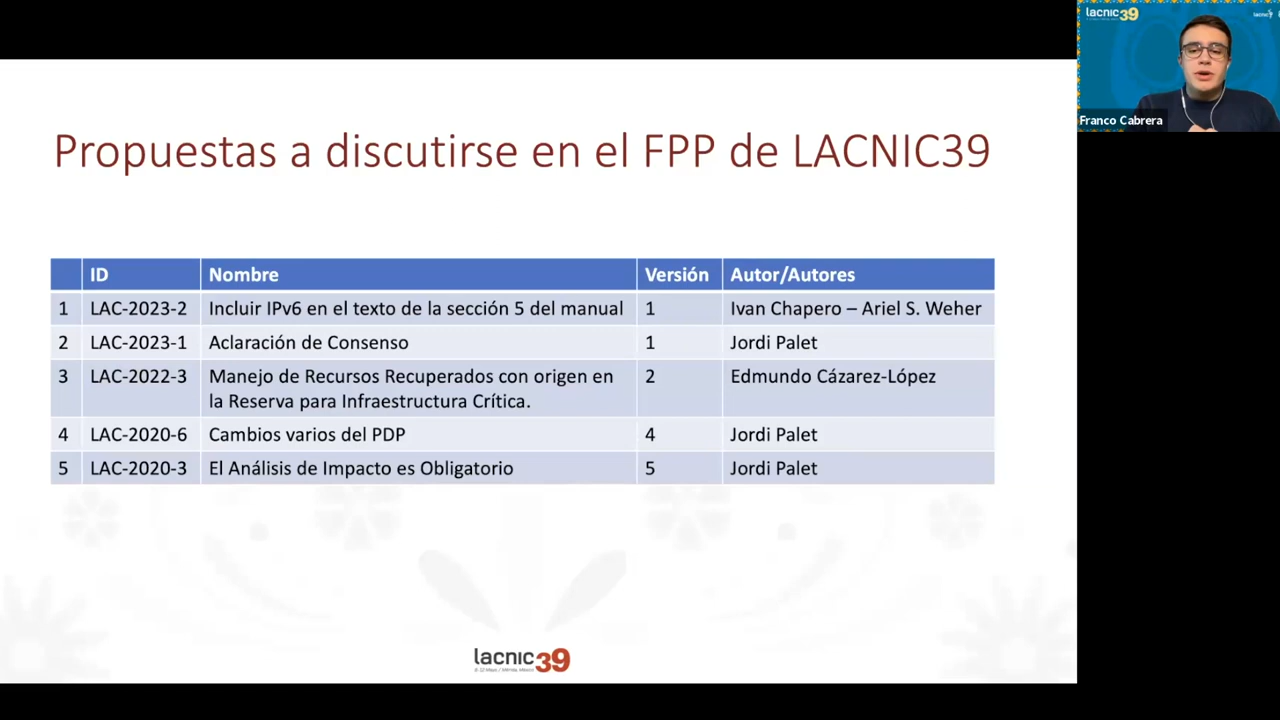 Propuestas a discutirse en el FPP de LACNIC39
ID Nombre Versión Autor/Autores
1 LAC-2023-2 Incluir IPv6 en el texto de la sección 5 del manual 1 Ivan Chapero – Ariel S. Weher
2 LAC-2023-1 Aclaración de Consenso 1 Jordi Palet
3 LAC-2022-3 Manejo de Recursos Recuperados con origen en 2 Edmundo Cázarez-López
la Reserva para Infraestructura Crítica.
4 LAC-2020-6 Cambios varios del PDP 4 Jordi Palet
5 LAC-2020-3 El Análisis de Impacto es Obligatorio 5 Jordi Palet
lacnic39
lacnic39
lacnic
Franco Cabrera